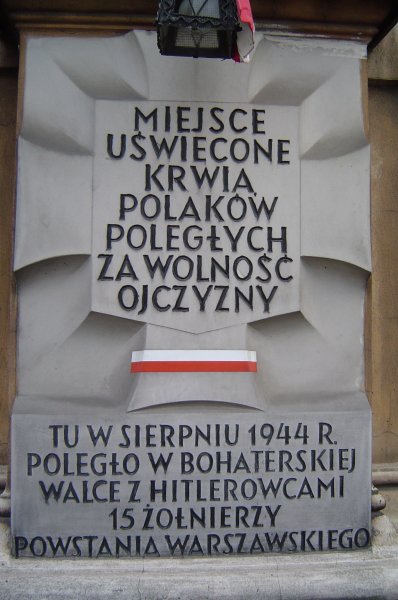 MIEJSCE
UŚWIĘCONE
KRWIĄ
POLAKÓW
POLEGŁYCH
ZA WOLNOŚĆ
OJCZYZNY
TU W SIERPNIU 1944 R.
POLEGŁO W BOHATERSKIEJ
WALCE Z HITLEROWCAMI
15 ŻOŁNIERZY
POWSTANIA WARSZAWSKIEGO